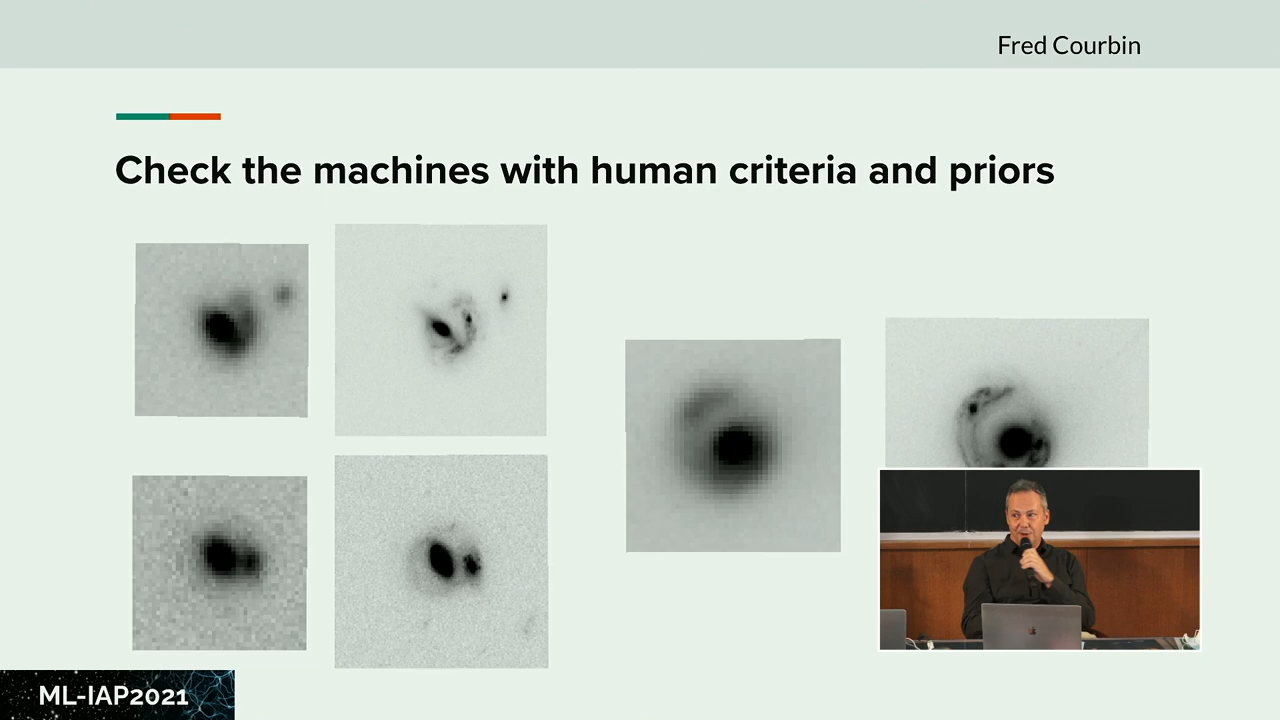 Fred Courbin
Check the machines with human criteria and priors
ML-IAP2021